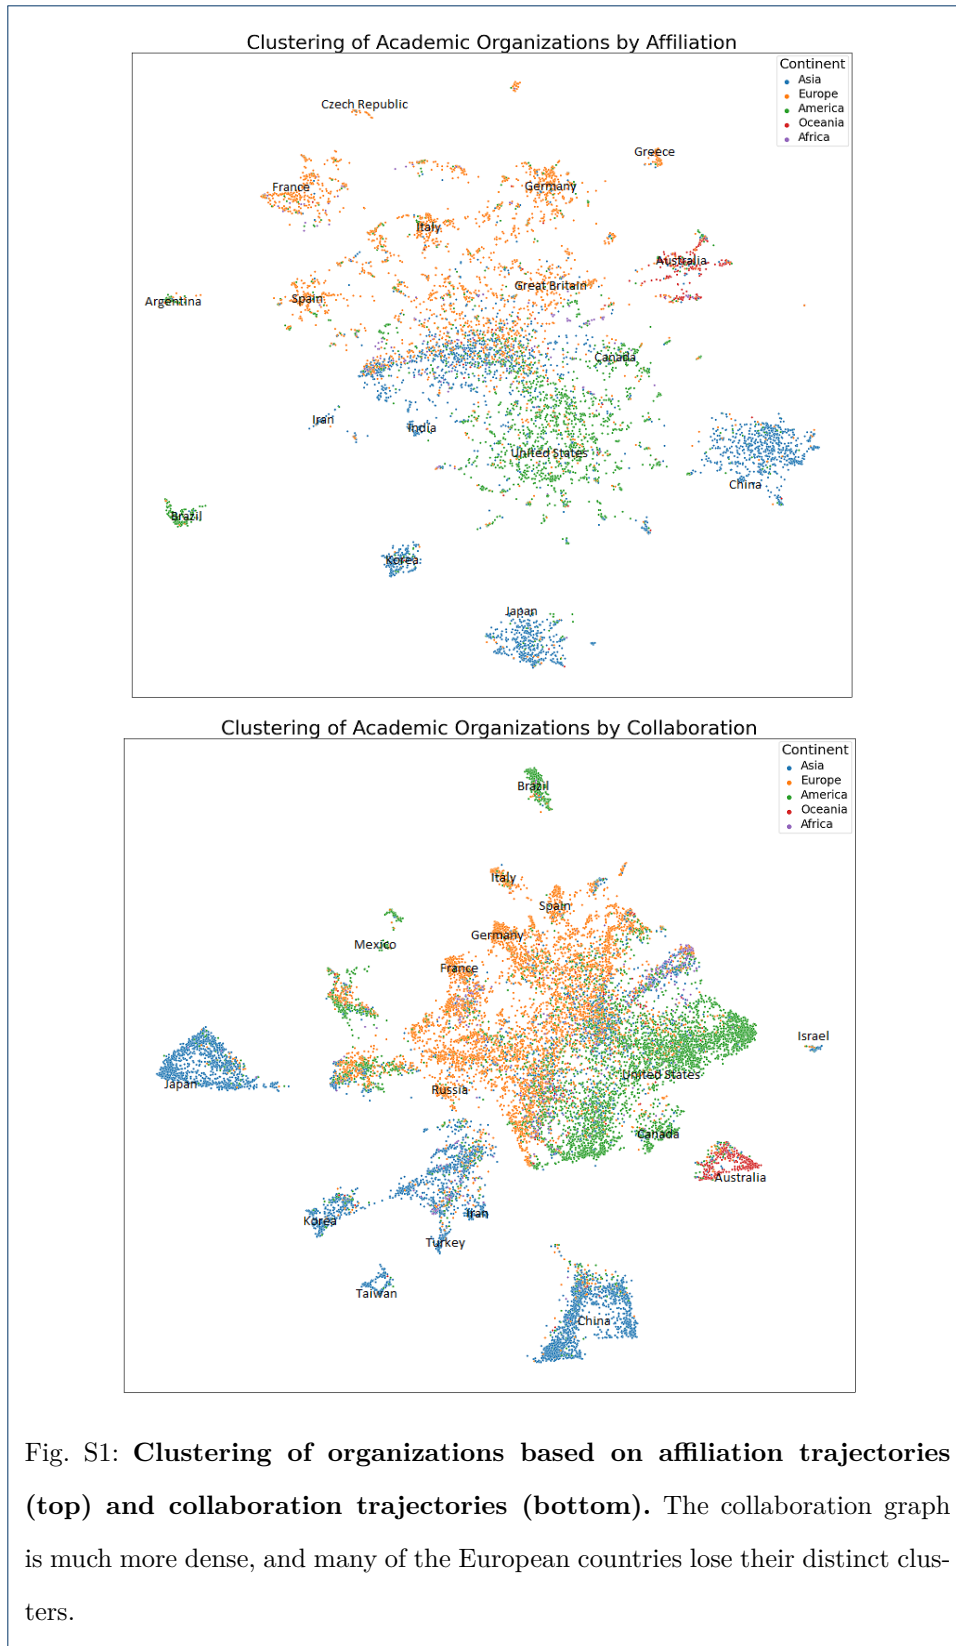 Clustering of Academic Organizations by Affiliation
Continent
Asia
Europe
America
Oceania
Africa
Czech Republic
Greece
France
Germany
Italy
Australia
Great Britain
Argentina
Spain
Canada
Iran
India
United States
China
Brazil
Korea
Japan
Clustering of Academic Organizations by Collaboration
Continent
Asia
Europe
America
Oceania
Africa
Brazil
Italy
Spain
Germany
Mexico
France
Israel
Japan
United States
Russia
Canada
Australia
Korea
Iran
Turkey
Taiwan
China
Fig. S1: Clustering of organizations based on affiliation trajectories
(top) and collaboration trajectories (bottom). The collaboration graph
is much more dense, and many of the European countries lose their distinct clus-
ters.